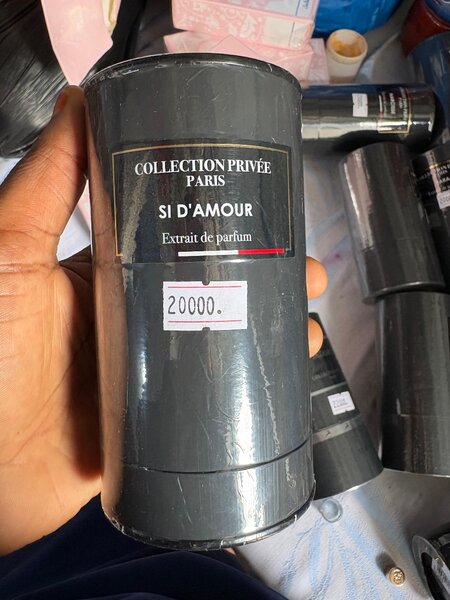 COLLECTION PRIVÉE
PARIS
SI D'AMOUR
Extrait de parfum
20000.